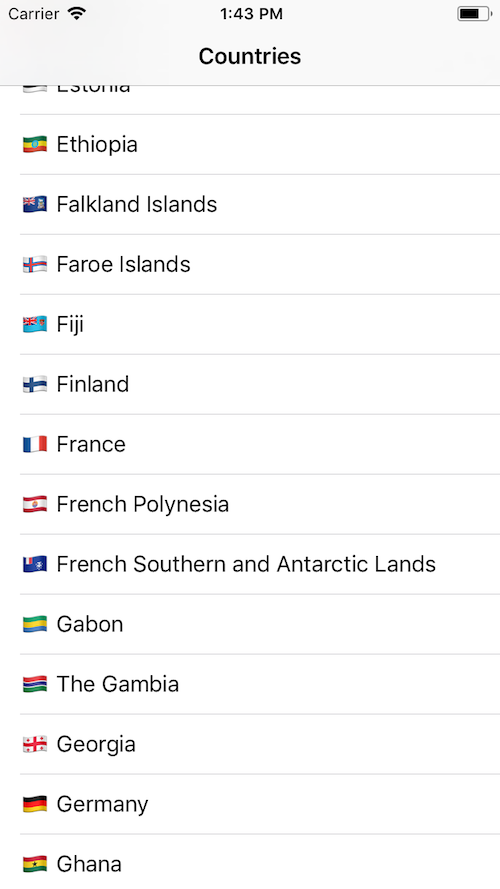 Carrier 1:43 PM
Countries
Estonia
Ethiopia
Falkland Islands
Faroe Islands
Fiji
Finland
France
French Polynesia
French Southern and Antarctic Lands
Gabon
The Gambia
Georgia
Germany
Ghana